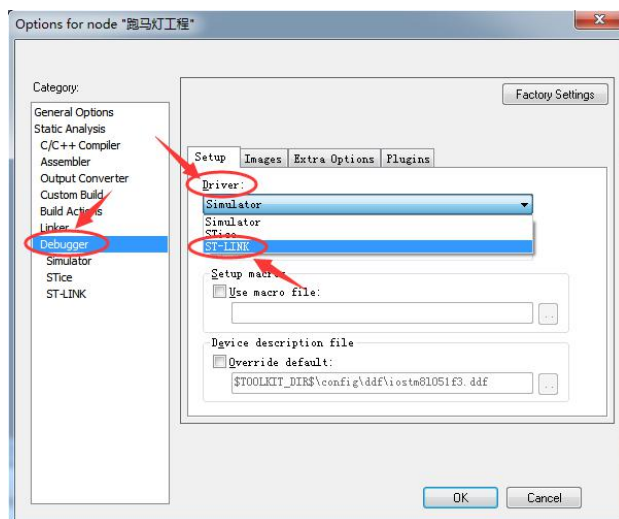 Options for node "跑马灯工程"
Category:
Factory Settings
General Options
Static Analysis
C/C++ Compiler
Assembler
Output Converter
Custom Build
Build Actions
Linker
Debugger
Simulator
STice
ST-LINK
Setup Images Extra Options Plugins
Driver:
Simulator
Simulator
STice
ST-LINK
Setup macros
Use macro file:
..
Device description file
Override default:
$TOOLKIT_DIR$\config\ddf\iostm8l051f3.ddf
..
OK Cancel